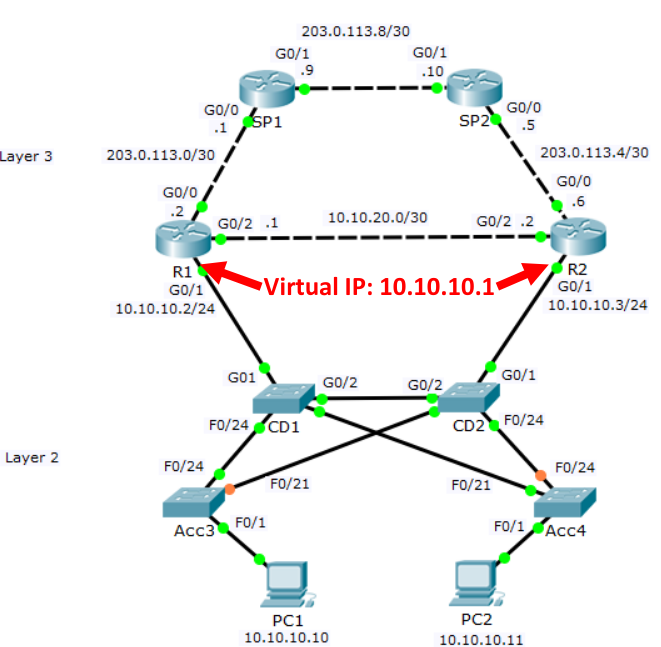 203.0.113.8/30
G0/1
G0/1
.9
.10
SP1
SP2
G0/0
.1
G0/0
.5
Layer 3
203.0.113.0/30
203.0.113.4/30
G0/0
.2
G0/0
.6
G0/2 .1
10.10.20.0/30
G0/2 .2
R1
R2
Virtual IP: 10.10.10.1
G0/1
10.10.10.2/24
G0/1
10.10.10.3/24
G01
G0/2
G0/2
G0/1
CD1
CD2
F0/24
F0/24
Layer 2
F0/24
F0/21
F0/21
F0/24
Acc3
F0/1
F0/1
Acc4
PC1
10.10.10.10
PC2
10.10.10.11